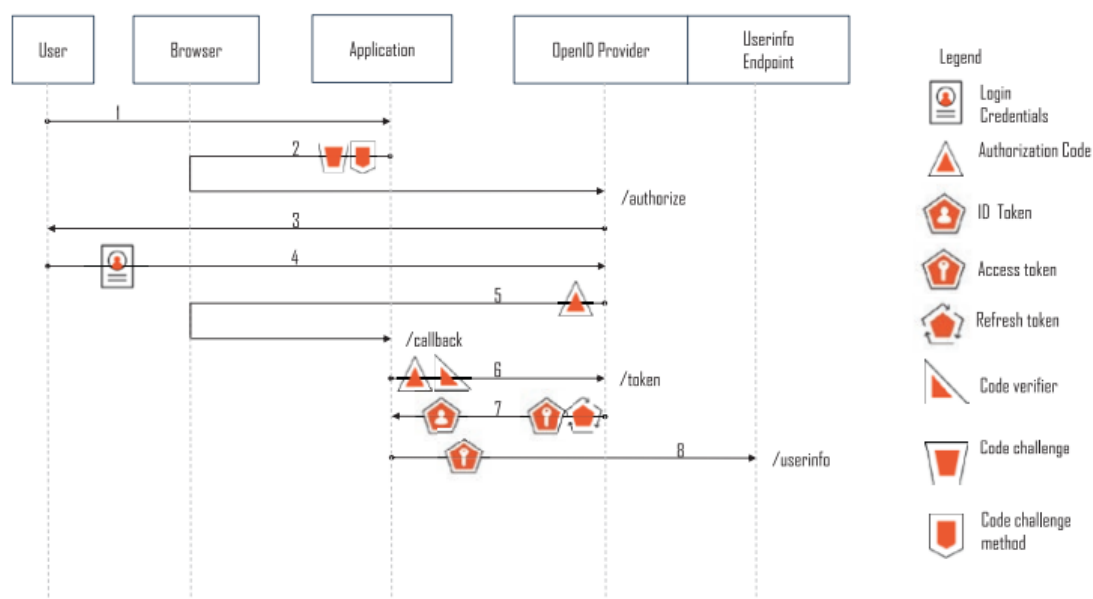 User
Browser
Application
OpenID Provider
Userinfo
Endpoint
Legend
Login
Credentials
Authorization Code
ID Token
Access token
Refresh token
Code verifier
Code challenge
Code challenge
method
1
2
/authorize
3
4
5
/callback
6
/token
7
8
/userinfo